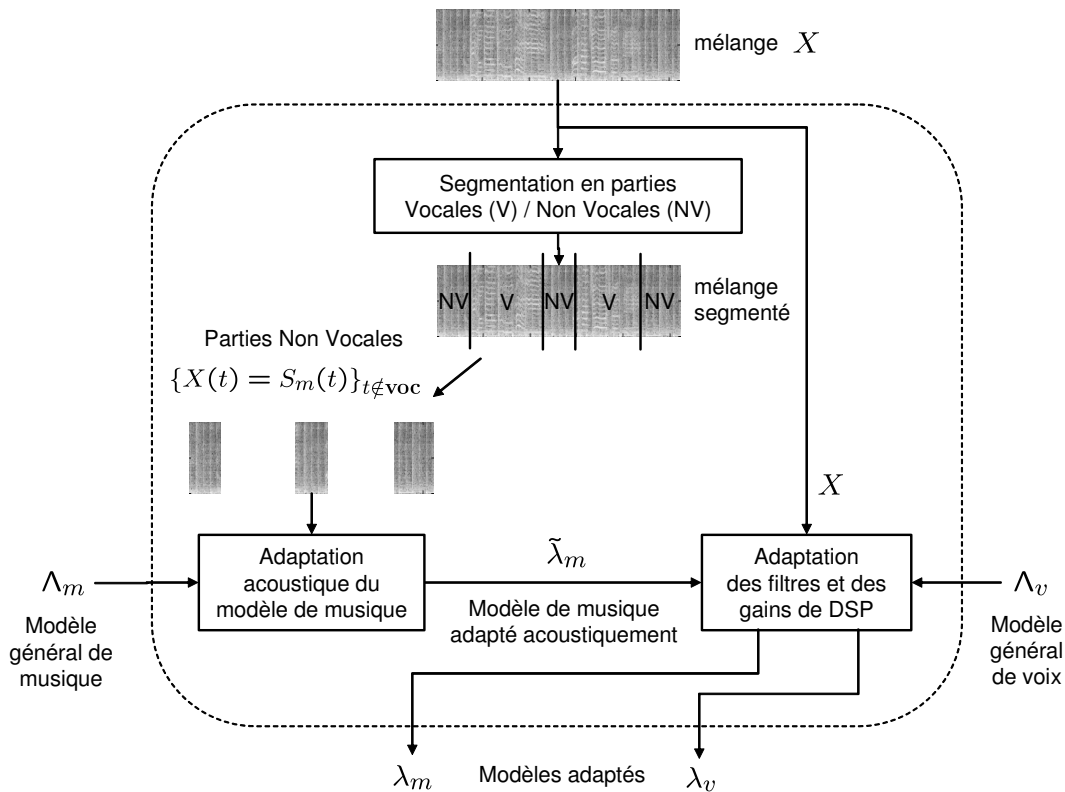 mélange X
Segmentation en parties
Vocales (V) / Non Vocales (NV)
NV V NV V NV
mélange
segmenté
Parties Non Vocales
{X(t) = S_m(t)}_{t∉voc}
X
Λ_m
Modèle
général de
musique
Adaptation
acoustique du
modèle de musique
λ̃_m
Modèle de musique
adapté acoustiquement
Adaptation
des filtres et des
gains de DSP
Λ_v
Modèle
général
de voix
λ_m
Modèles adaptés
λ_v